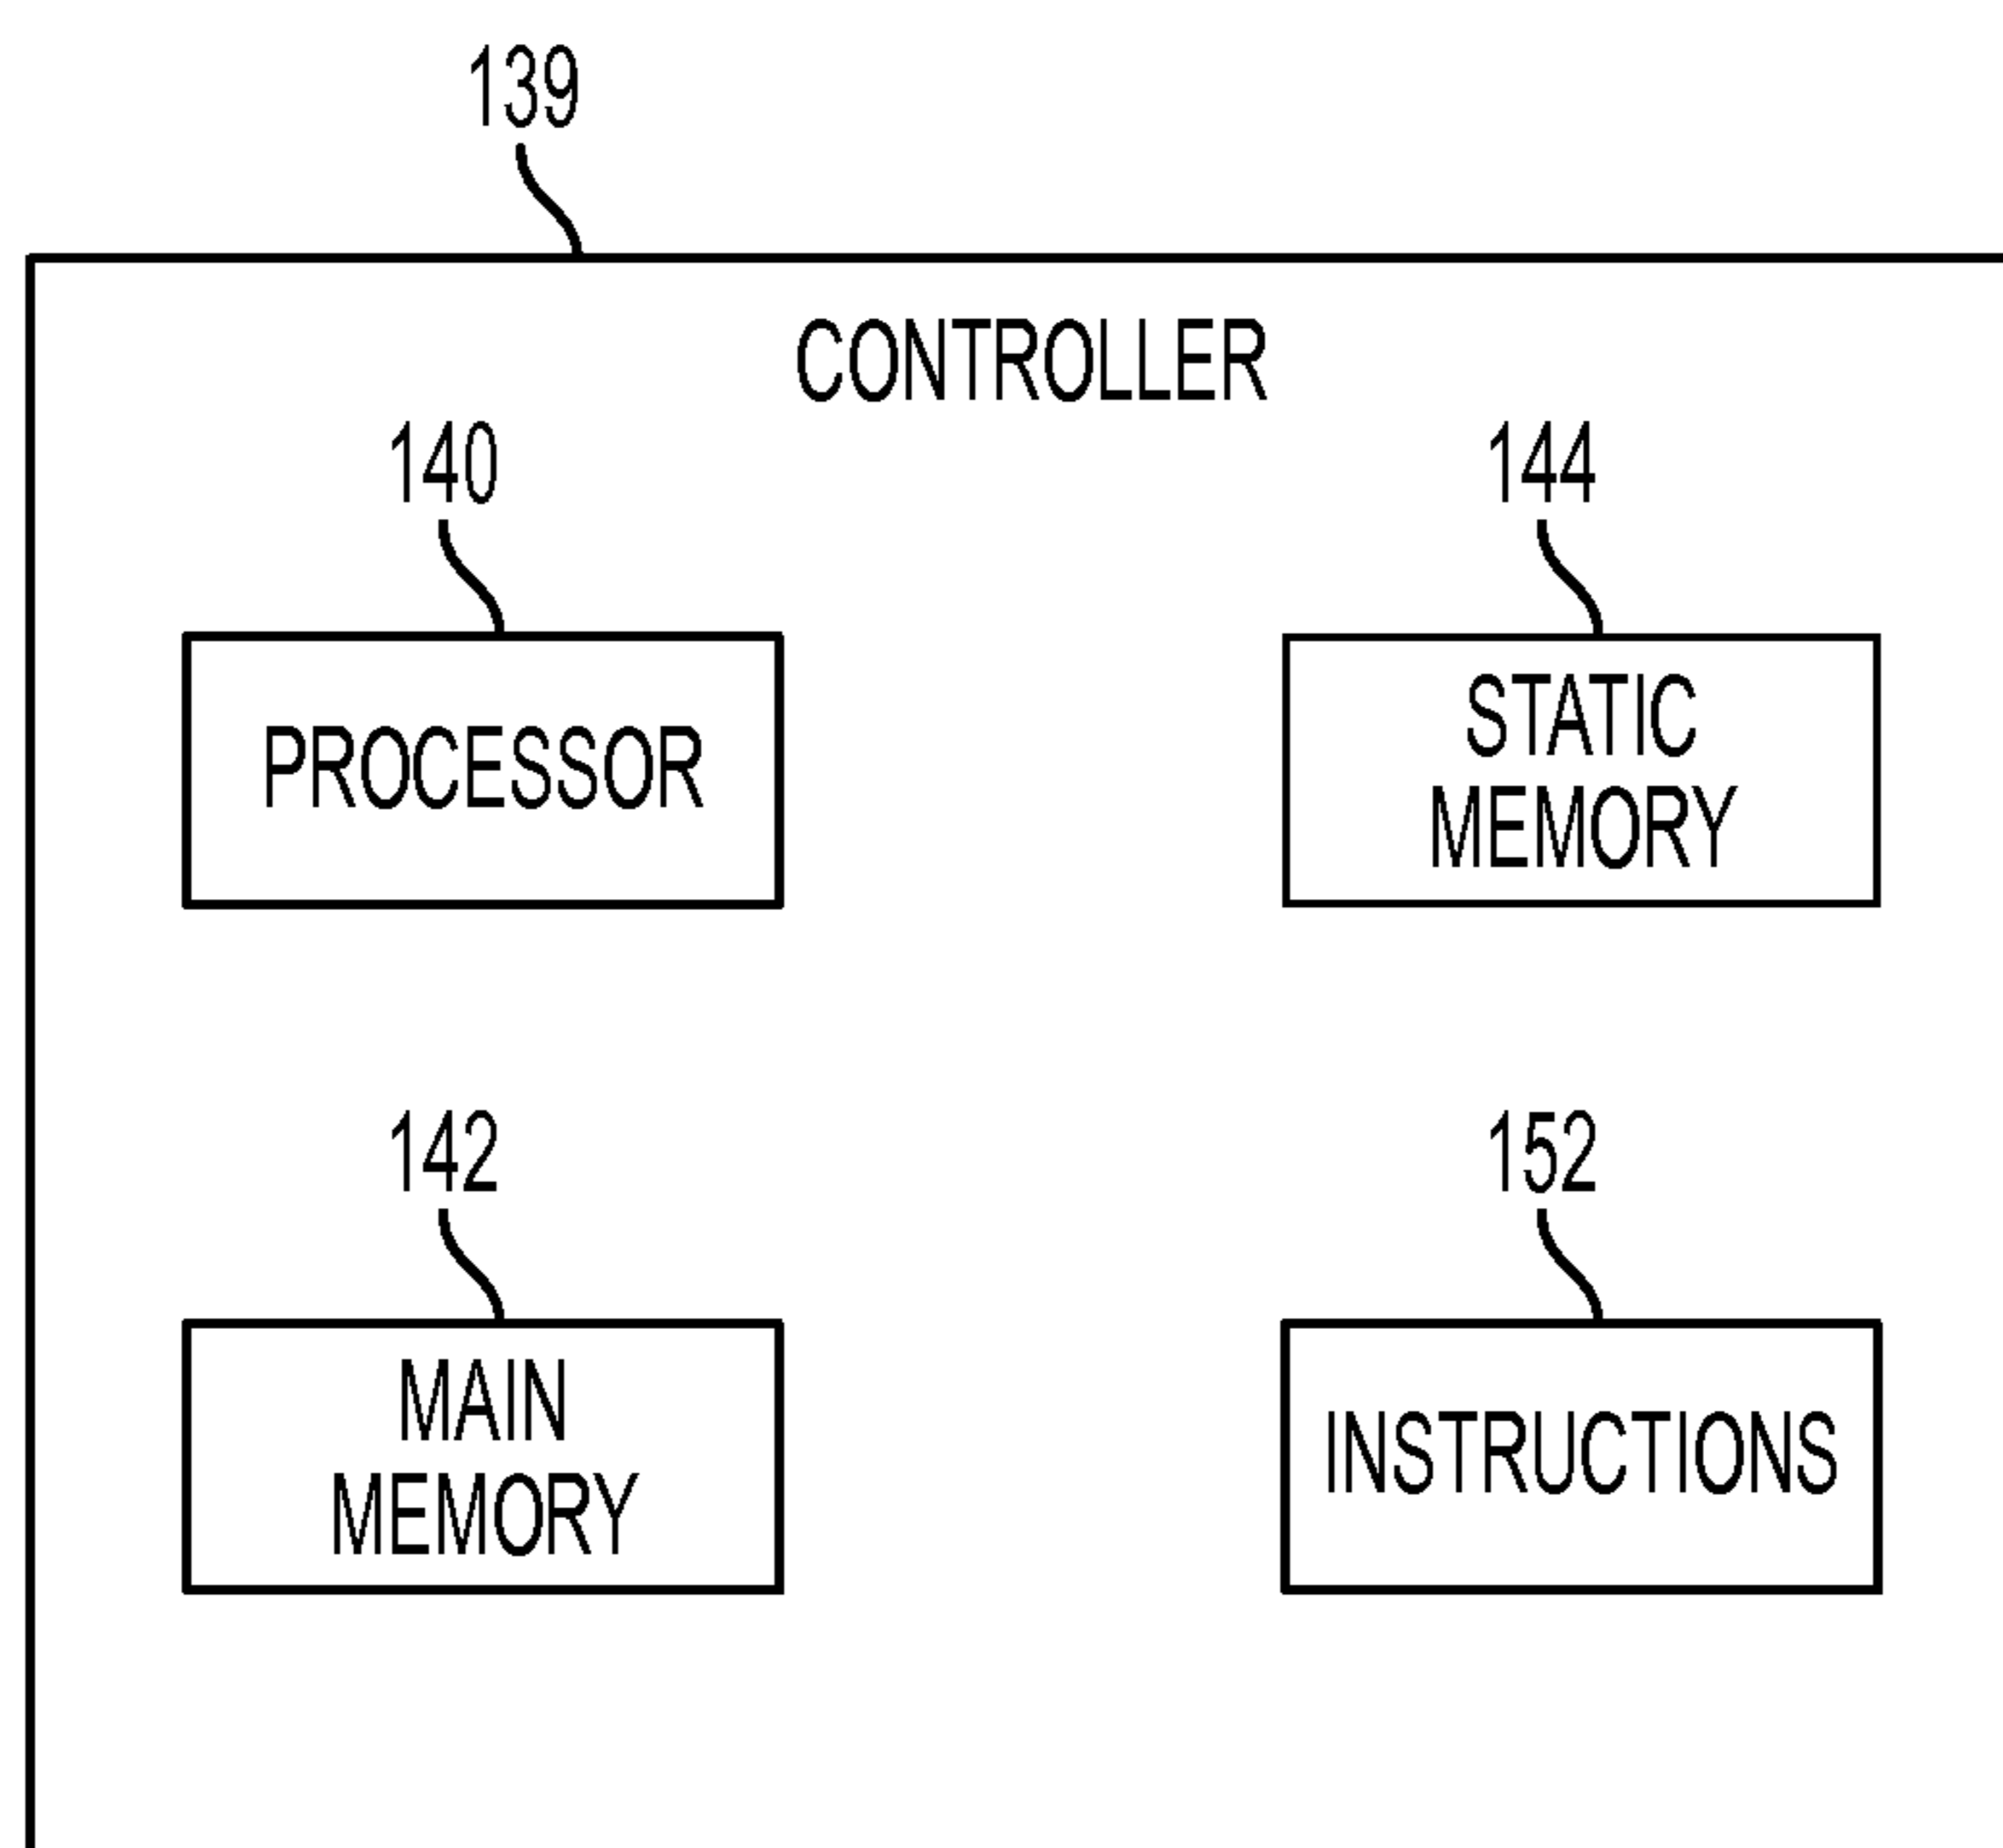 139
CONTROLLER
140
144
PROCESSOR
STATIC
MEMORY
142
152
MAIN
MEMORY
INSTRUCTIONS